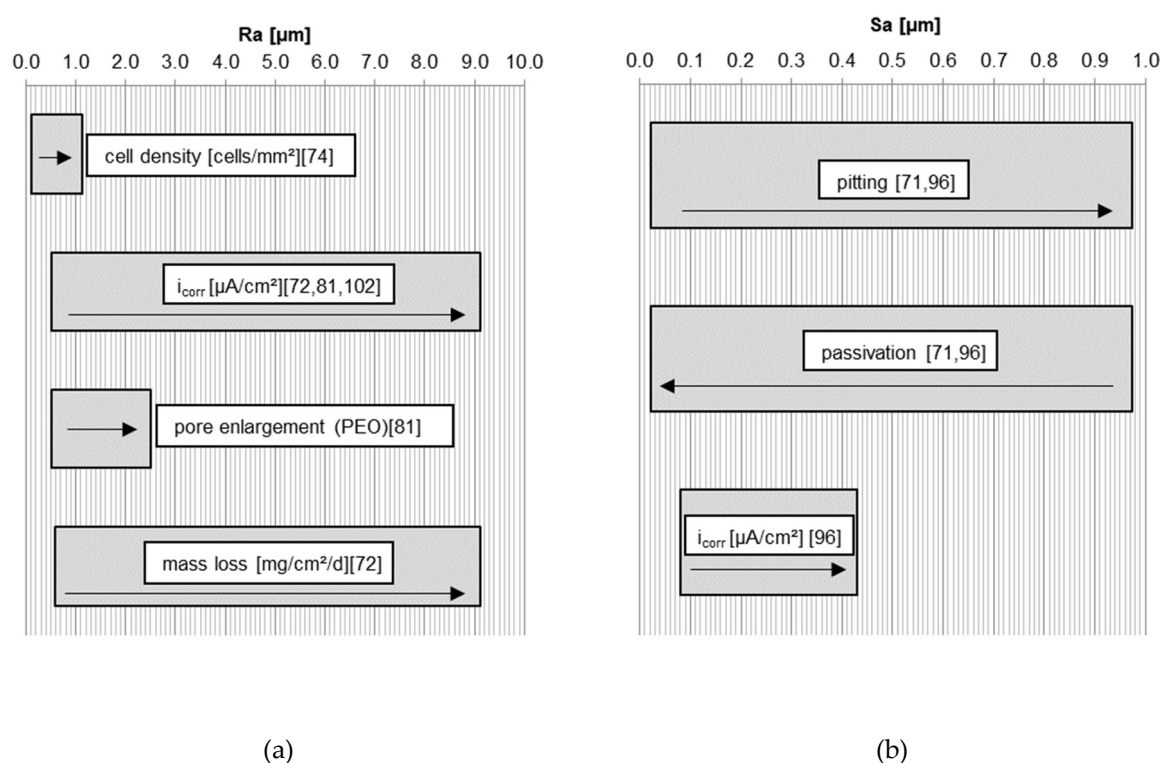 Ra [µm]
0.0 1.0 2.0 3.0 4.0 5.0 6.0 7.0 8.0 9.0 10.0
cell density [cells/mm²][74]
icorr [µA/cm²][72,81,102]
pore enlargement (PEO)[81]
mass loss [mg/cm²/d][72]
(a)
Sa [µm]
0.0 0.1 0.2 0.3 0.4 0.5 0.6 0.7 0.8 0.9 1.0
pitting [71,96]
passivation [71,96]
icorr [µA/cm²] [96]
(b)